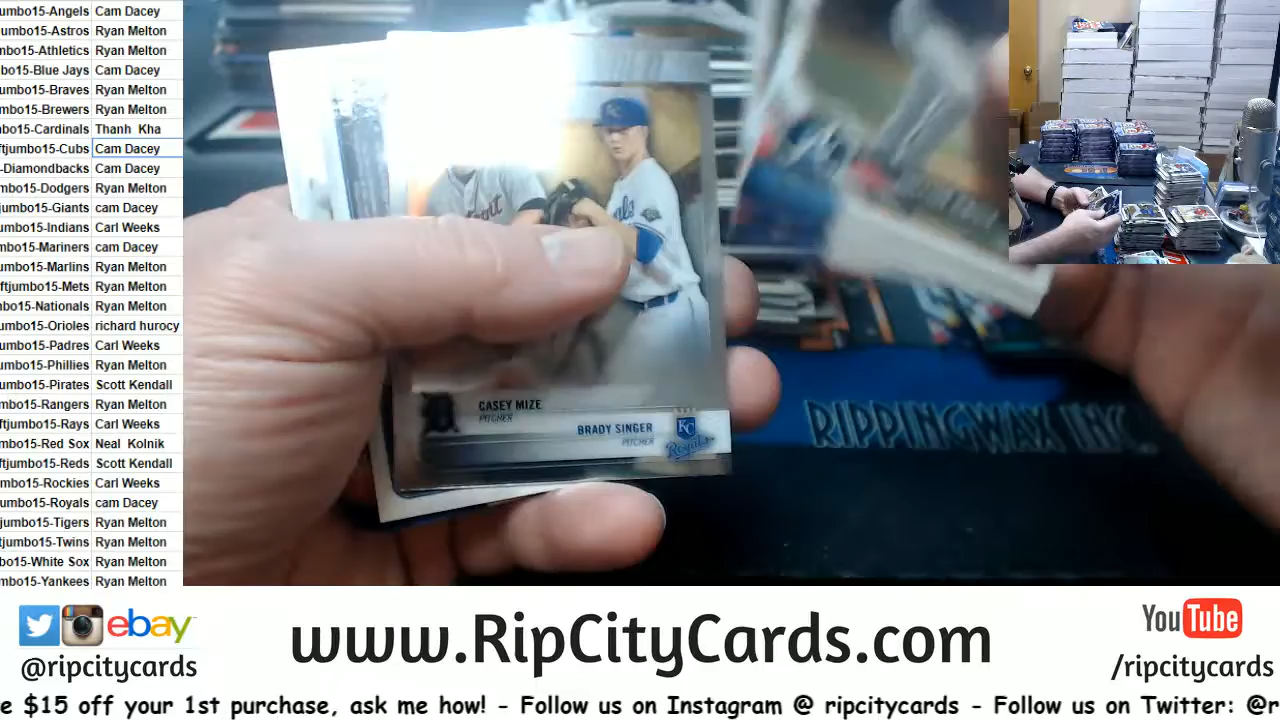 umbo15-Angels Cam Dacey
umbo15-Astros Ryan Melton
mbo15-Athletics Ryan Melton
bo15-Blue Jays Cam Dacey
umbo15-Braves Ryan Melton
mbo15-Brewers Ryan Melton
nbo15-Cardinals Thanh Kha
ftjumbo15-Cubs Cam Dacey
-Diamondbacks Cam Dacey
mbo15-Dodgers Ryan Melton
jumbo15-Giants cam Dacey
umbo15-Indians Carl Weeks
mbo15-Mariners cam Dacey
umbo15-Marlins Ryan Melton
ftjumbo15-Mets Ryan Melton
nbo15-Nationals Ryan Melton
umbo15-Orioles richard hurocy
umbo15-Padres Carl Weeks
umbo15-Phillies Ryan Melton
umbo15-Pirates Scott Kendall
mbo15-Rangers Ryan Melton
ftjumbo15-Rays Carl Weeks
mbo15-Red Sox Neal Kolnik
ftjumbo15-Reds Scott Kendall
mbo15-Rockies Carl Weeks
umbo15-Royals cam Dacey
jumbo15-Tigers Ryan Melton
tjumbo15-Twins Ryan Melton
bo15-White Sox Ryan Melton
mbo15-Yankees Ryan Melton
CASEY MIZE
PITCHER
BRADY SINGER
PITCHER
KC
Royals
RIPPINGWAX INC.
ebay
@ripcitycards
www.RipCityCards.com
YouTube
/ripcitycards
e $15 off your 1st purchase, ask me how! - Follow us on Instagram @ ripcitycards - Follow us on Twitter: @r